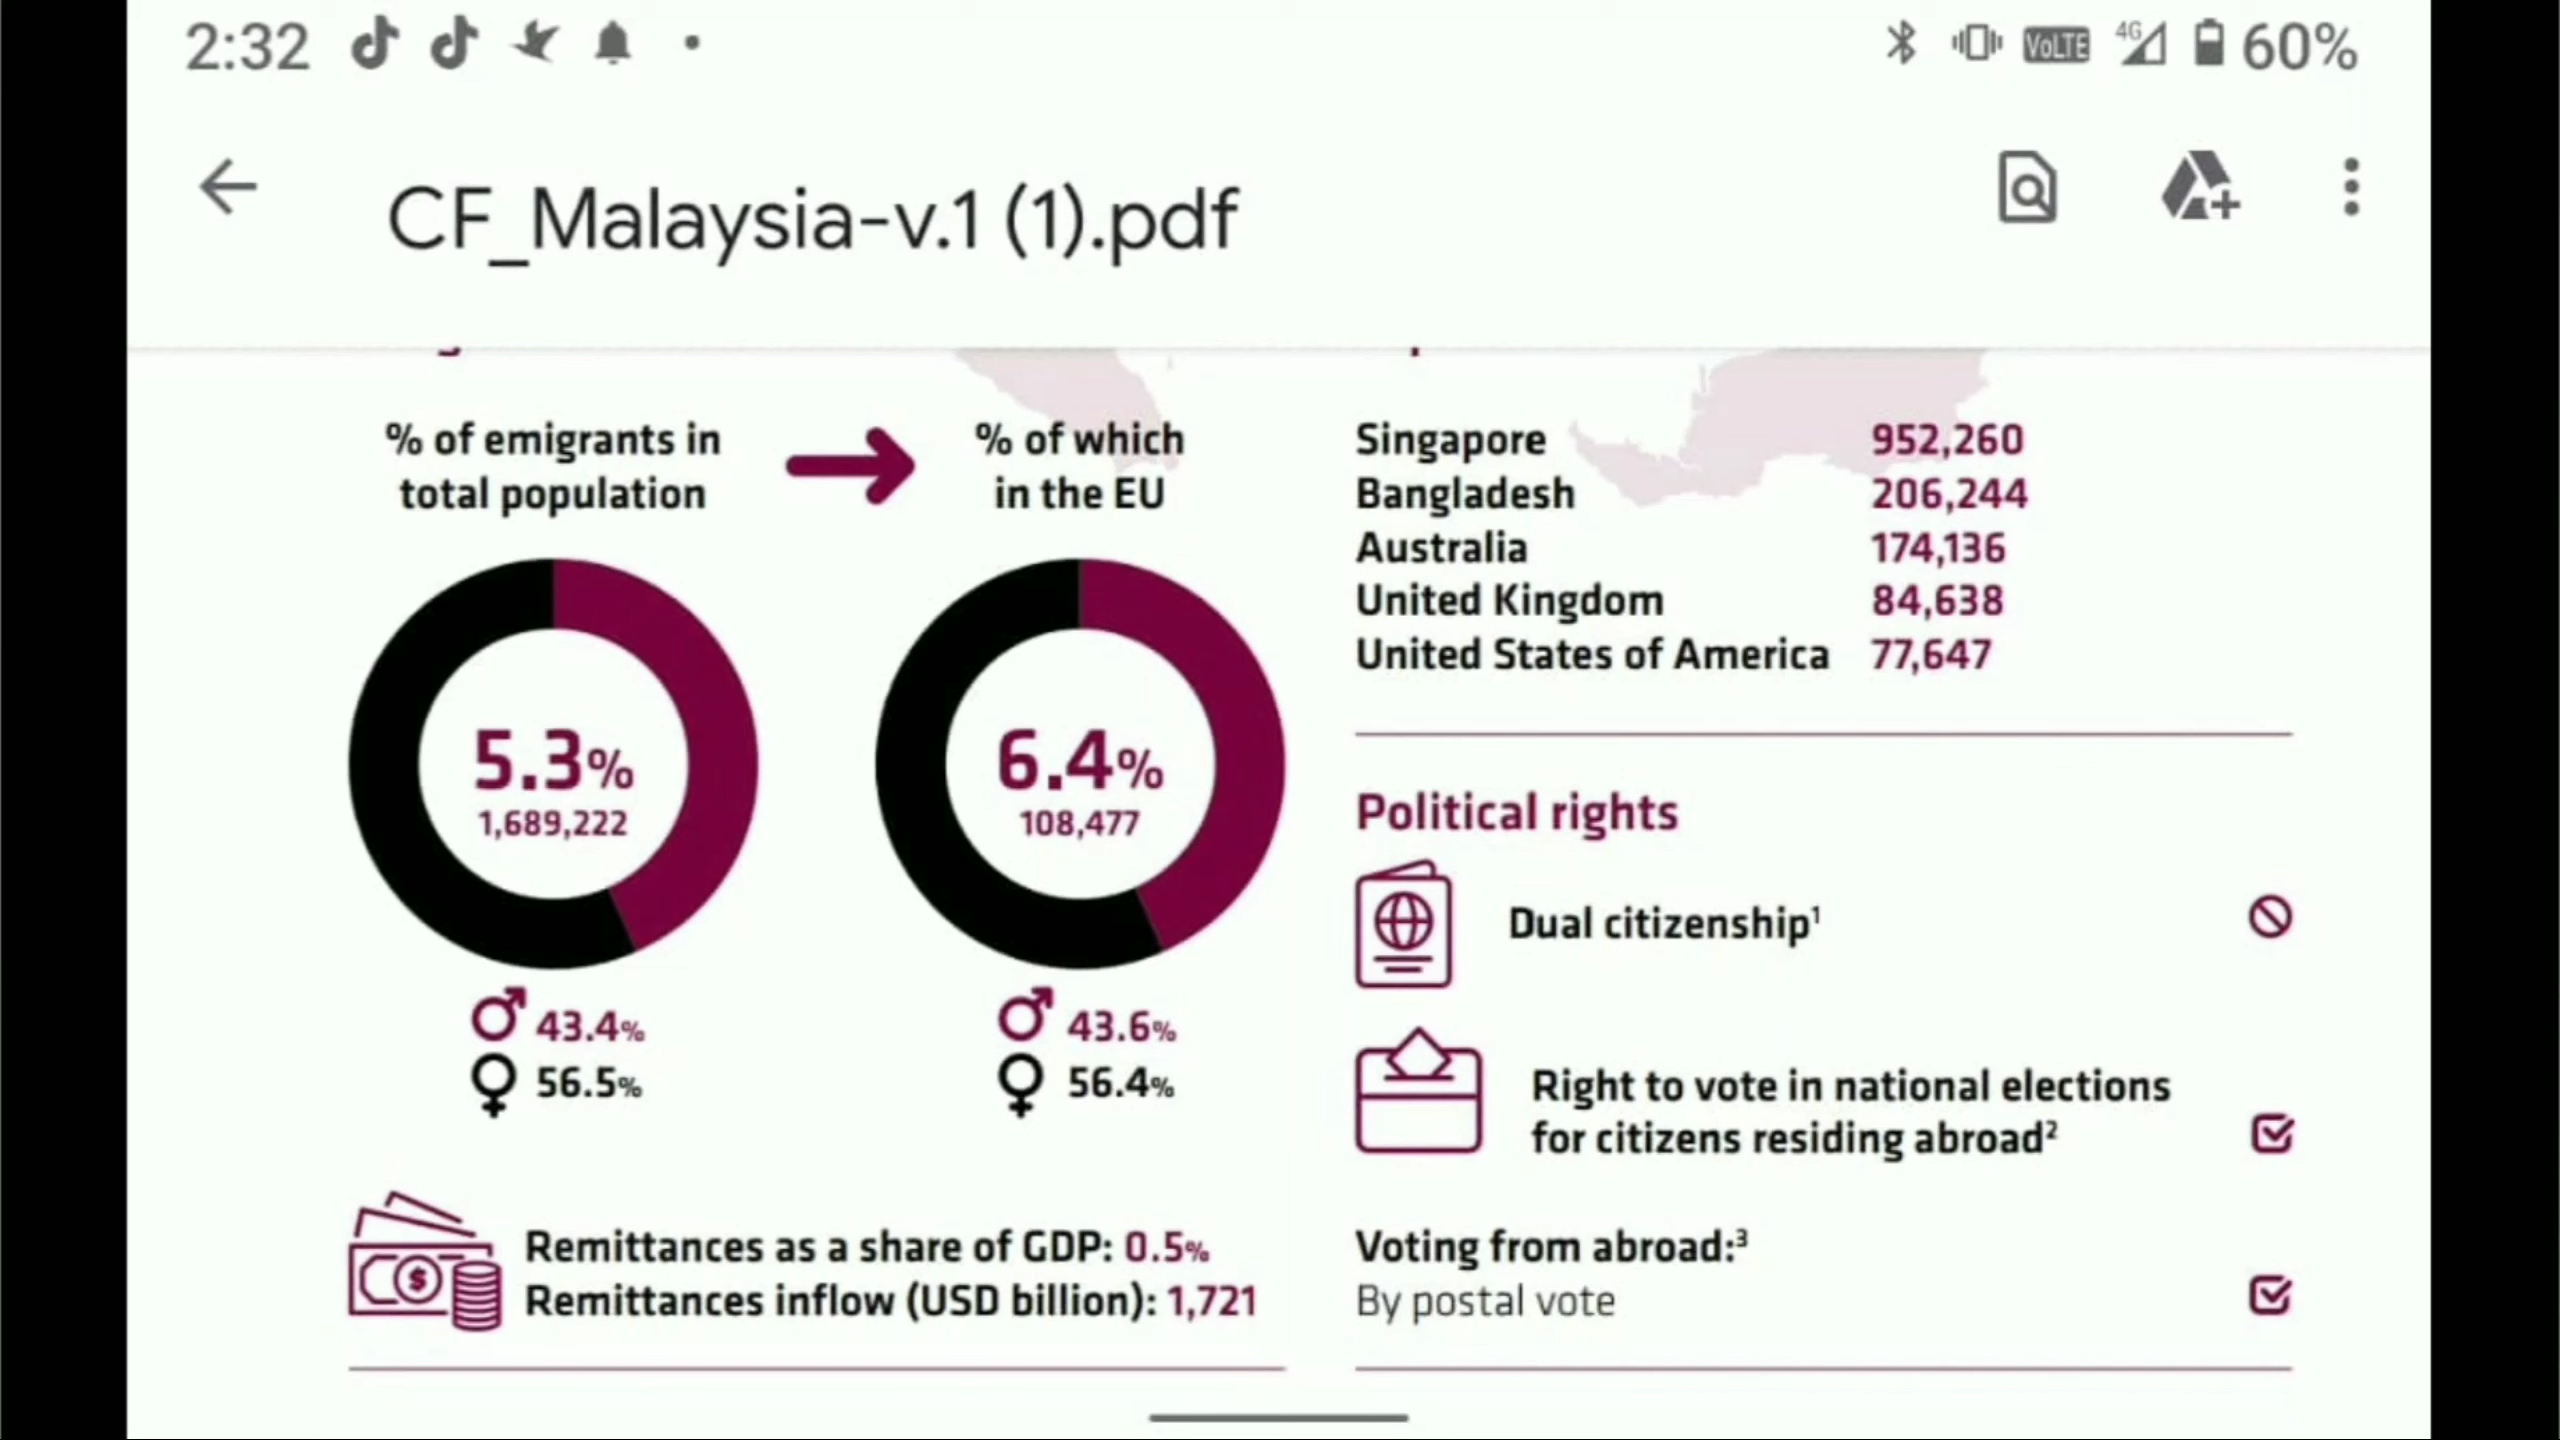 2:32
VoLTE
4G
60%
CF_Malaysia-v.1 (1).pdf
% of emigrants in
total population
% of which
in the EU
5.3%
1,689,222
6.4%
108,477
43.4%
56.5%
43.6%
56.4%
$
Remittances as a share of GDP: 0.5%
Remittances inflow (USD billion): 1,721
Singapore 952,260
Bangladesh 206,244
Australia 174,136
United Kingdom 84,638
United States of America 77,647
Political rights
Dual citizenship¹
Right to vote in national elections
for citizens residing abroad²
Voting from abroad:³
By postal vote